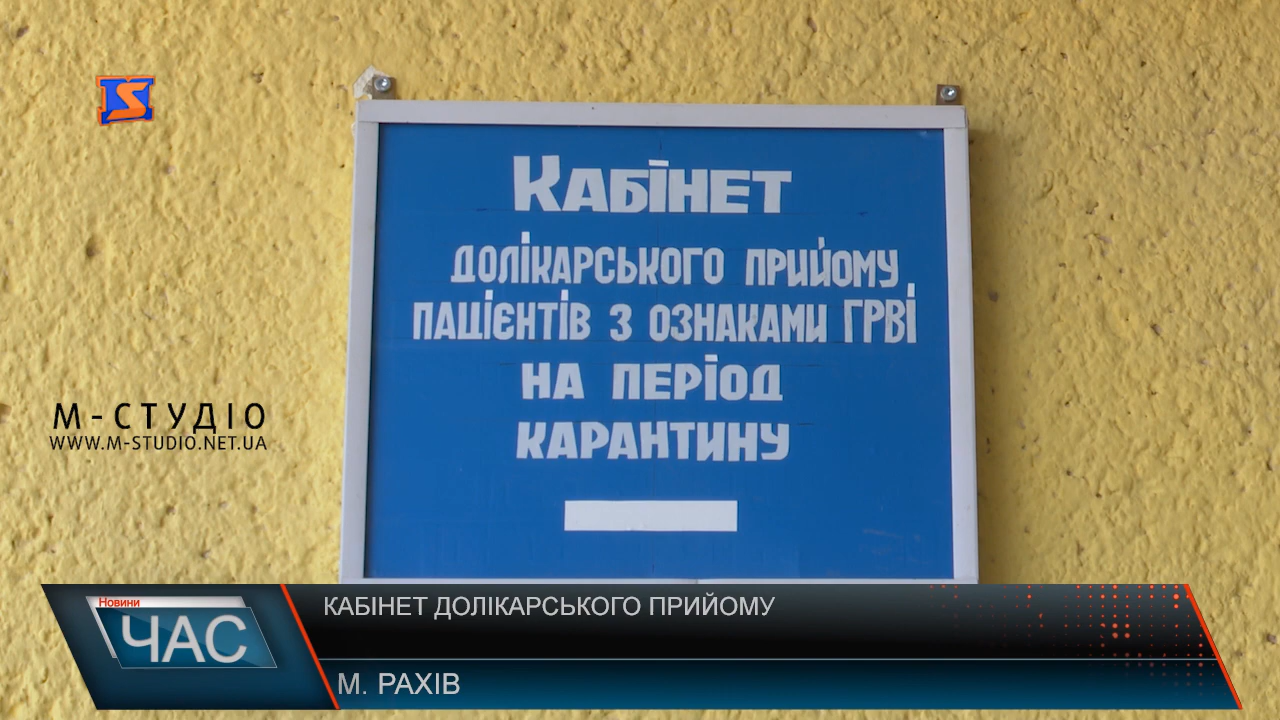 S
КАБІНЕТ
ДОЛІКАРСЬКОГО ПРИЙОМУ
ПАЦІЄНТІВ З ОЗНАКАМИ ГРВІ
НА ПЕРІОД
КАРАНТИНУ
М-СТУДІО
WWW.M-STUDIO.NET.UA
Новини
ЧАС
КАБІНЕТ ДОЛІКАРСЬКОГО ПРИЙОМУ
М. РАХІВ